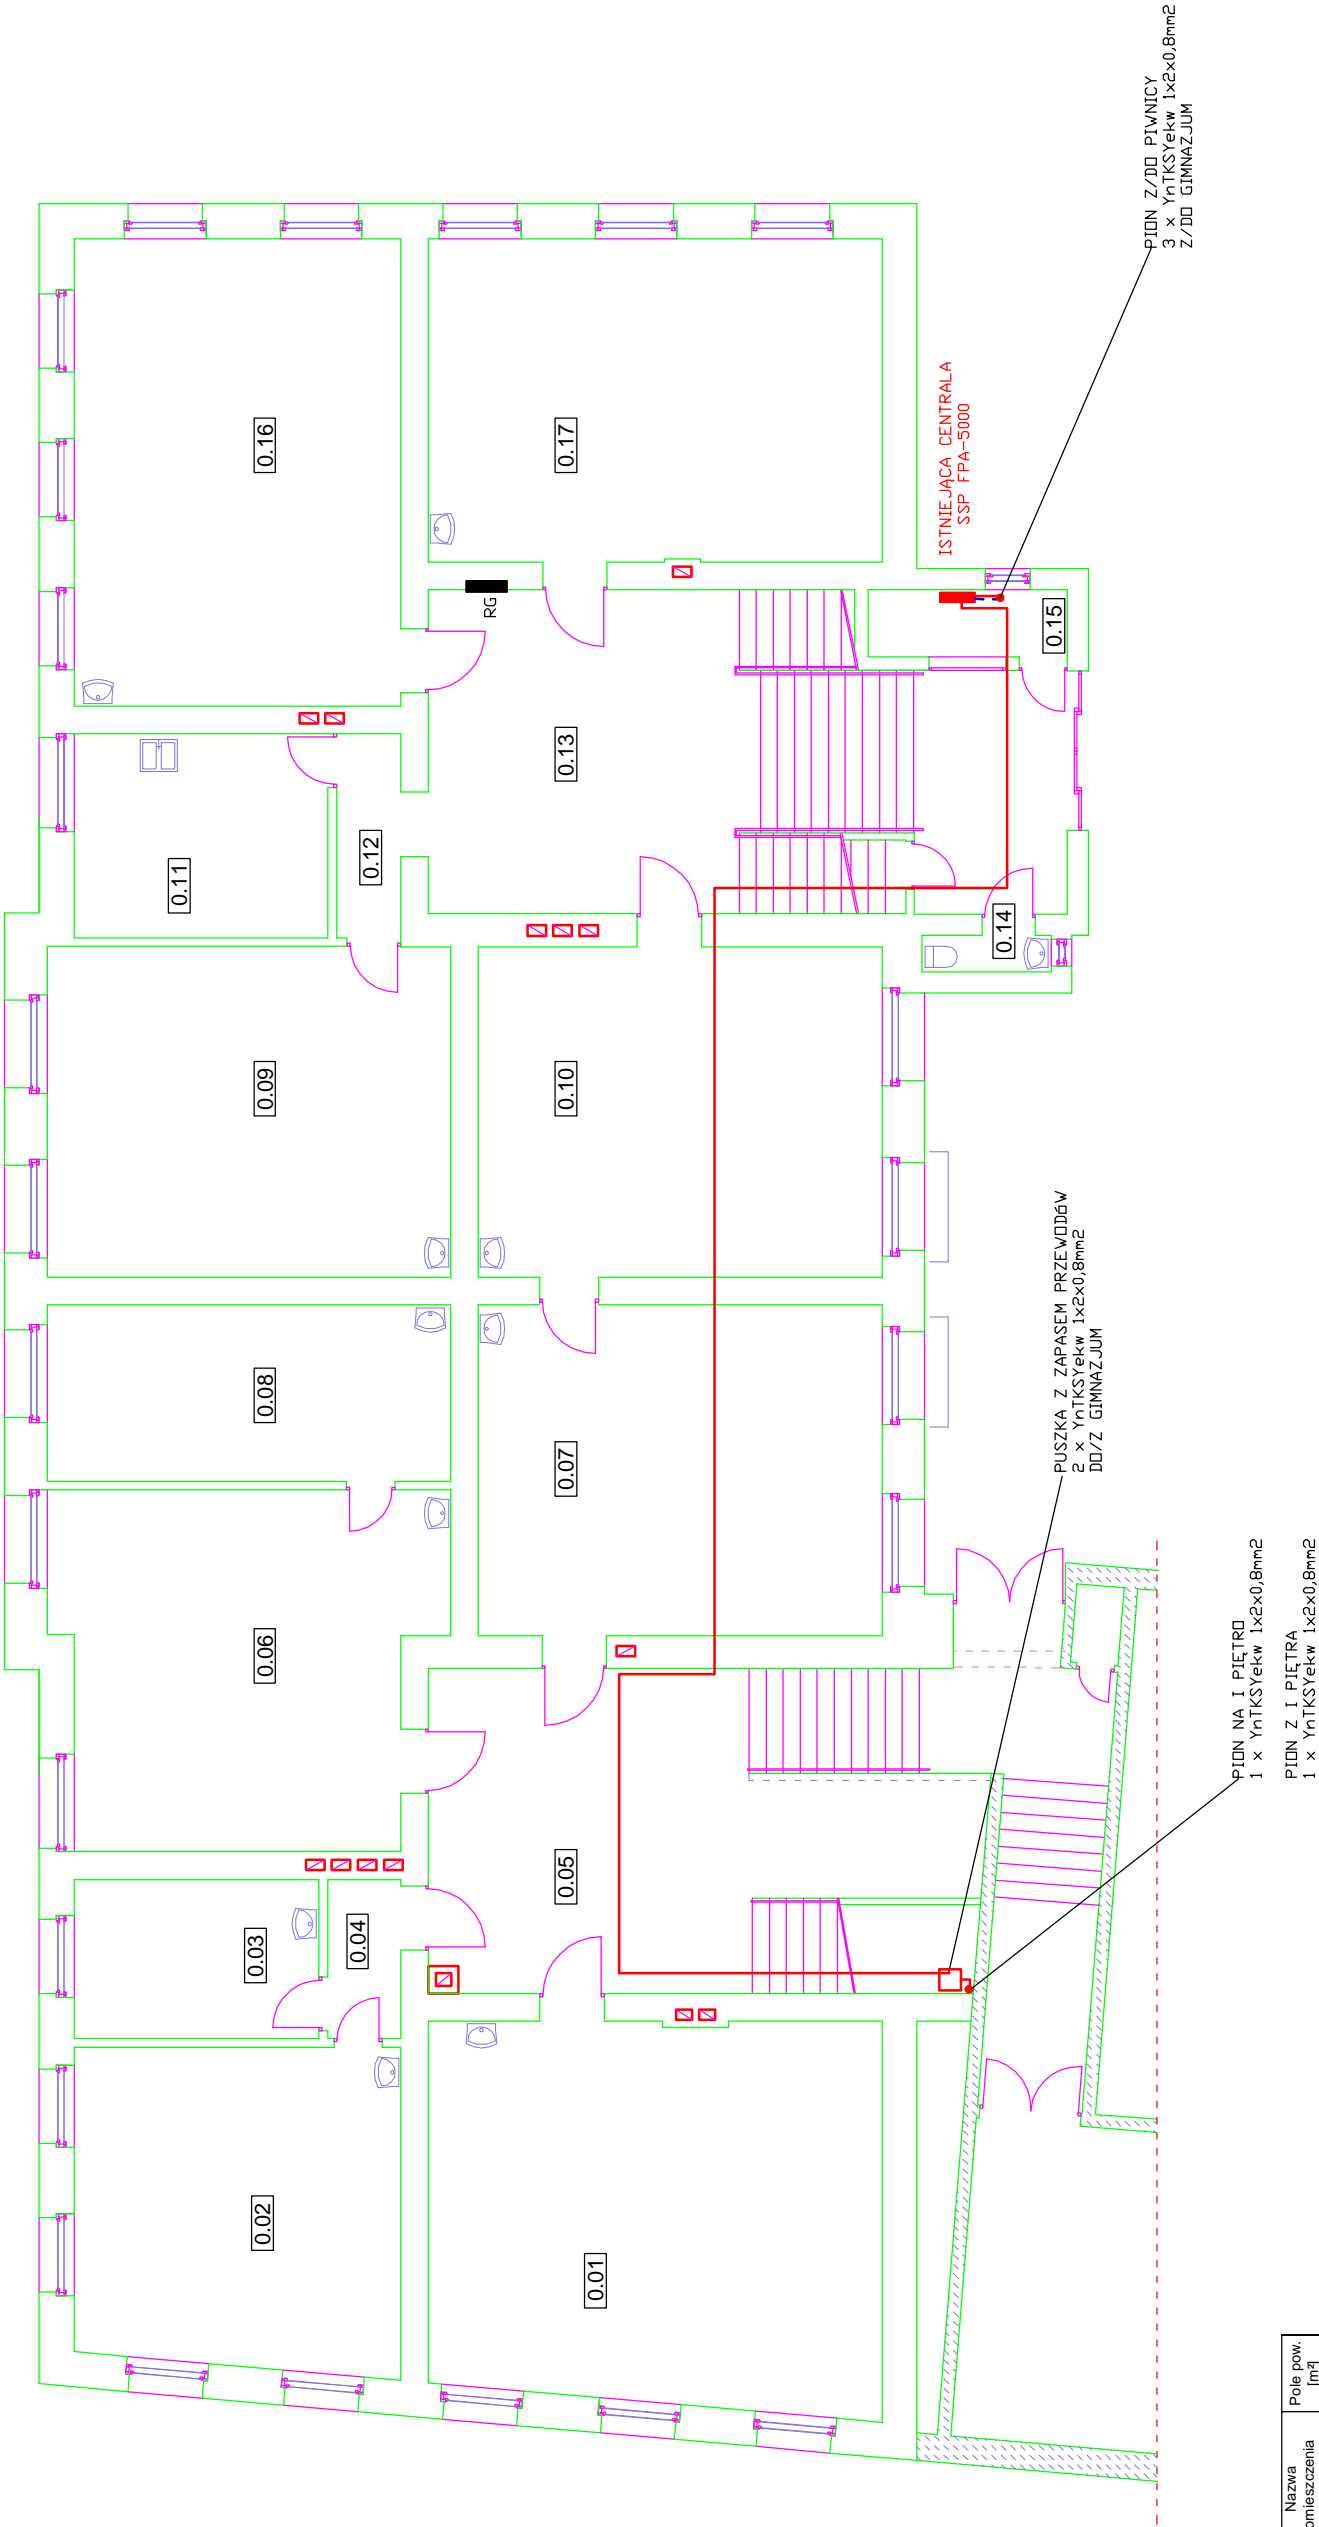 PION Z/DO PIWNICY
3 x YnTKSYekw 1x2x0,8mm2
Z/DO GIMNAZJUM
ISTNIEJĄCA CENTRALA
SSP FPA-5000
0.16
0.17
RG
0.15
0.13
0.12
0.11
0.14
0.09
0.10
PUSZKA Z ZAPASEM PRZEWODÓW
2 x YnTKSYekw 1x2x0,8mm2
DO/Z GIMNAZJUM
0.08
0.07
0.06
PION NA I PIĘTRO
1 x YnTKSYekw 1x2x0,8mm2
PION Z I PIĘTRA
1 x YnTKSYekw 1x2x0,8mm2
0.05
0.03
0.04
0.02
0.01
Nazwa
omieszczenia
Pole pow.
[m²]